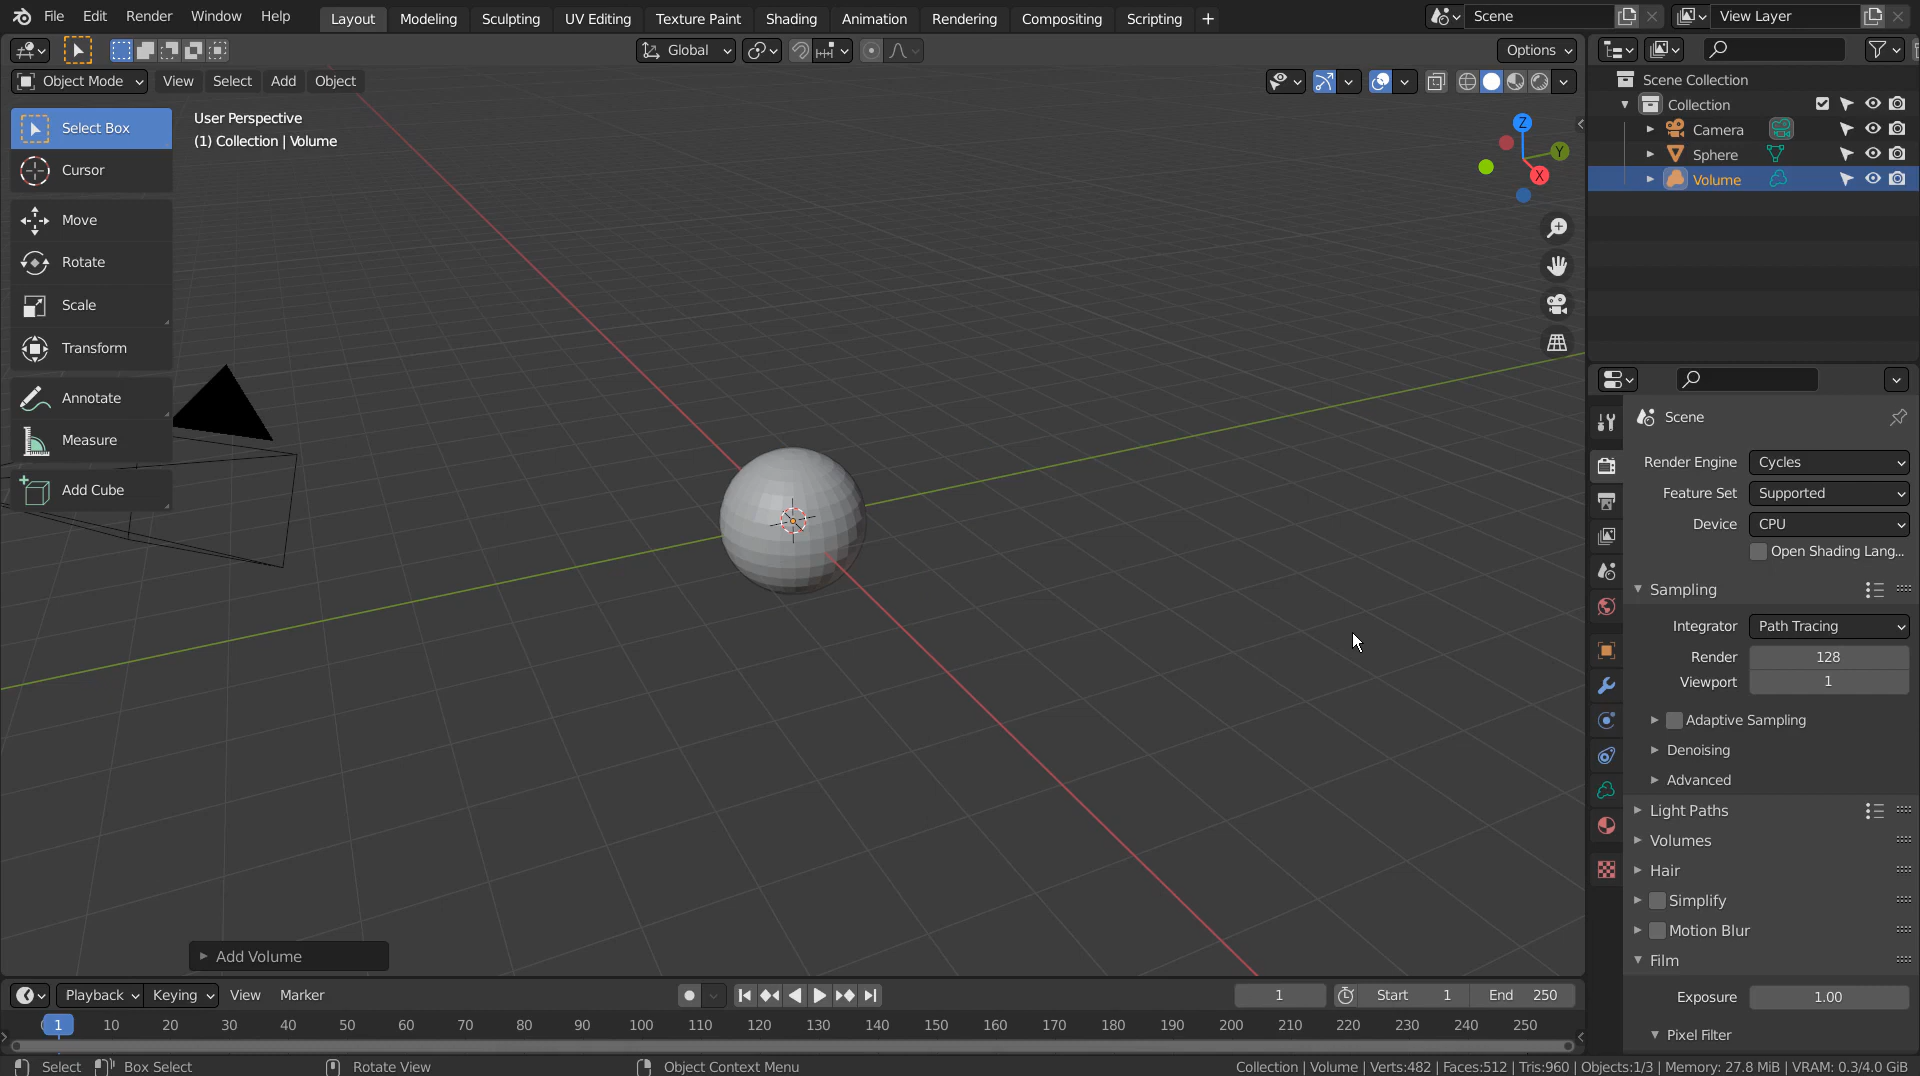 File Edit Render Window Help Layout Modeling Sculpting UV Editing Texture Paint Shading Animation Rendering Compositing Scripting + Scene View Layer
Global Options
Object Mode View Select Add Object
Select Box
Cursor
Move
Rotate
Scale
Transform
Annotate
Measure
Add Cube
User Perspective
(1) Collection | Volume
Z
Y
X
Add Volume
Scene Collection
Collection
Camera
Sphere
Volume
Scene
Render Engine Cycles
Feature Set Supported
Device CPU
Open Shading Lang...
Sampling
Integrator Path Tracing
Render 128
Viewport 1
Adaptive Sampling
Denoising
Advanced
Light Paths
Volumes
Hair
Simplify
Motion Blur
Film
Exposure 1.00
Pixel Filter
Playback Keying View Marker 1 Start 1 End 250
1 10 20 30 40 50 60 70 80 90 100 110 120 130 140 150 160 170 180 190 200 210 220 230 240 250
Select Box Select Rotate View Object Context Menu Collection | Volume | Verts:482 | Faces:512 | Tris:960 | Objects:1/3 | Memory: 27.8 MiB | VRAM: 0.3/4.0 GiB